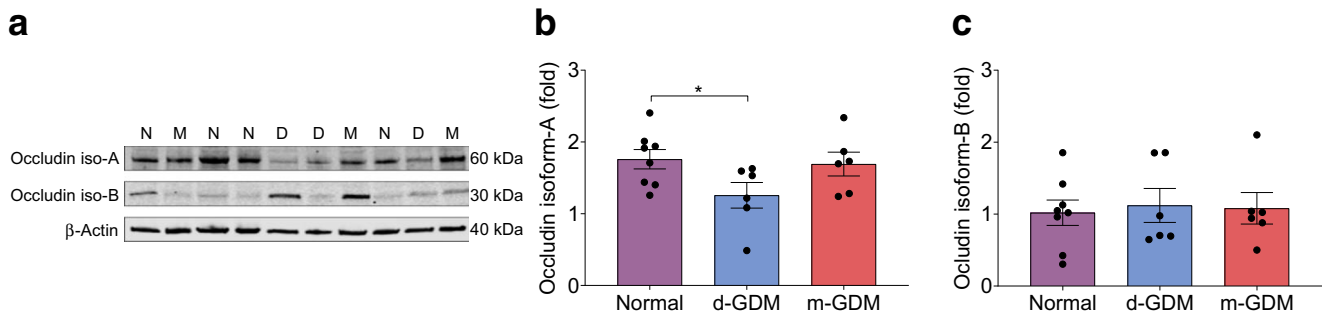 a
N M N N D D M N D M
Occludin iso-A 60 kDa
Occludin iso-B 30 kDa
β-Actin 40 kDa
b
Occludin isoform-A (fold)
3
2
1
0
*
Normal d-GDM m-GDM
c
Ocludin isoform-B (fold)
3
2
1
0
Normal d-GDM m-GDM